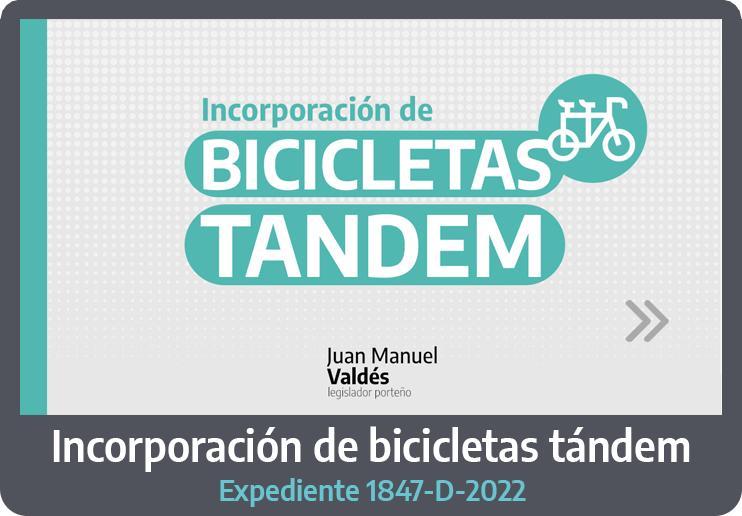 Incorporación de
BICICLETAS
TANDEM
Juan Manuel
Valdés
legislador porteño
Incorporación de bicicletas tándem
Expediente 1847-D-2022